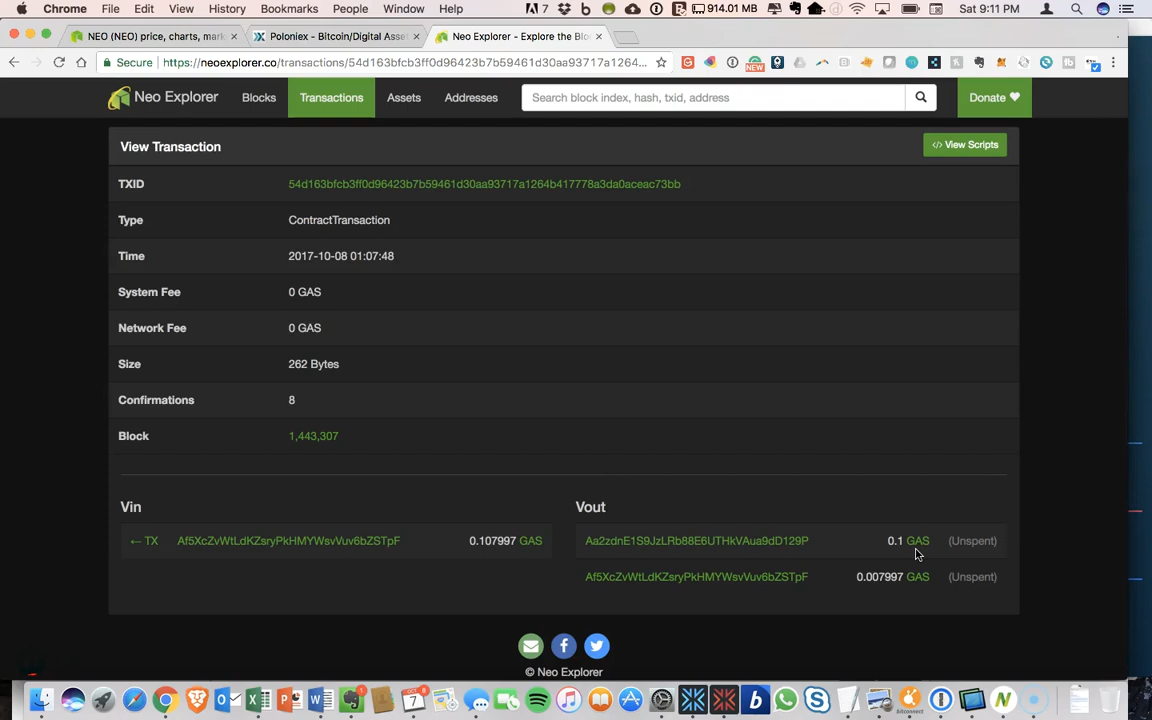 Chrome File Edit View History Bookmarks People Window Help 7 914.01 MB Sat 9:11 PM
NEO (NEO) price, charts, mark Poloniex - Bitcoin/Digital Asset Neo Explorer - Explore the Blo
Secure https://neoexplorer.co/transactions/54d163bfcb3ff0d96423b7b59461d30aa93717a1264... NEW
Neo Explorer Blocks Transactions Assets Addresses Search block index, hash, txid, address Donate
View Transaction </> View Scripts
TXID 54d163bfcb3ff0d96423b7b59461d30aa93717a1264b417778a3da0aceac73bb
Type ContractTransaction
Time 2017-10-08 01:07:48
System Fee 0 GAS
Network Fee 0 GAS
Size 262 Bytes
Confirmations 8
Block 1,443,307
Vin Vout
← TX Af5XcZvWtLdKZsryPkHMYWsvVuv6bZSTpF 0.107997 GAS Aa2zdnE1S9JzLRb88E6UTHkVAua9dD129P 0.1 GAS (Unspent)
Af5XcZvWtLdKZsryPkHMYWsvVuv6bZSTpF 0.007997 GAS (Unspent)
© Neo Explorer